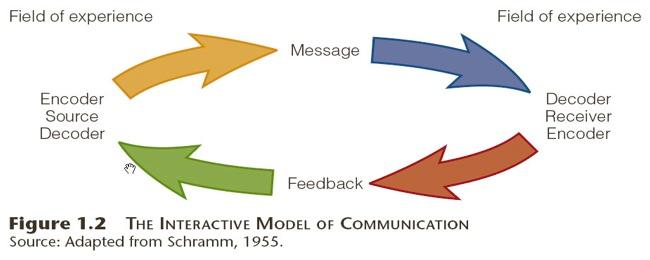 Field of experience
Field of experience
Message
Encoder
Source
Decoder
Decoder
Receiver
Encoder
Feedback
Figure 1.2 THE INTERACTIVE MODEL OF COMMUNICATION
Source: Adapted from Schramm, 1955.